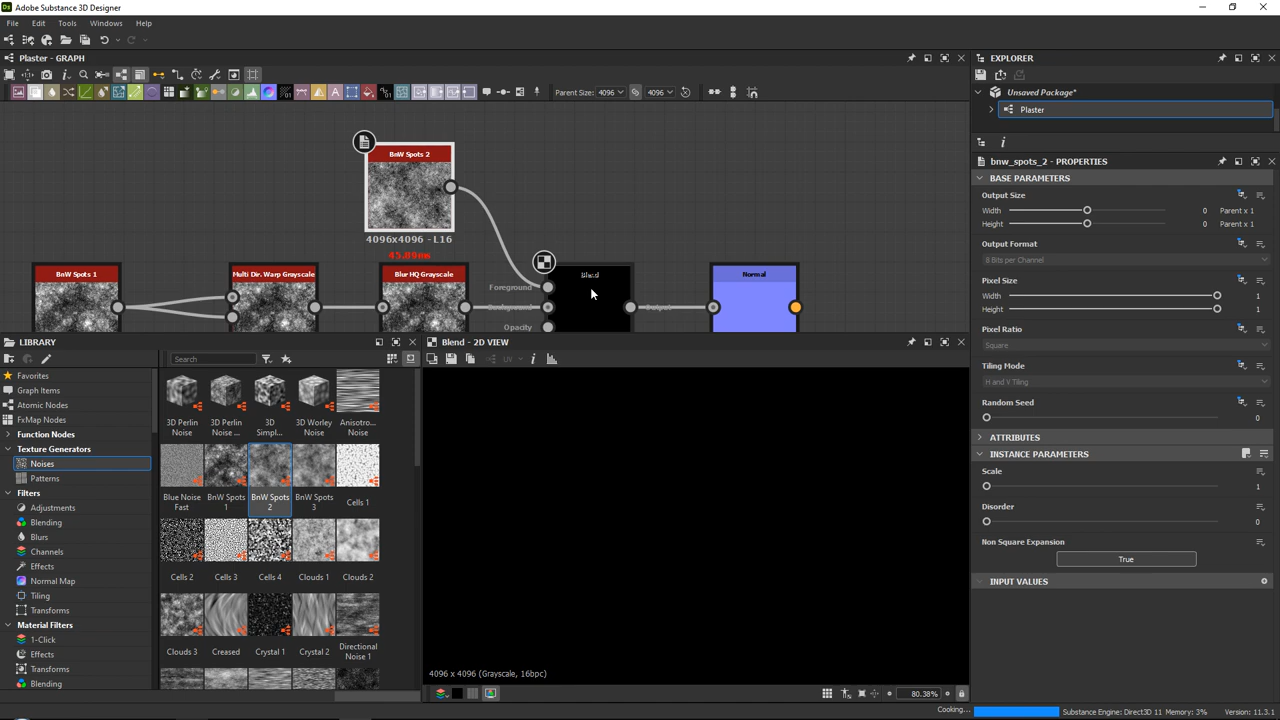 Adobe Substance 3D Designer
File Edit Tools Windows Help
Plaster - GRAPH
Parent Size: 4096 4096
BnW Spots 2
4096x4096 - L16
45.89ms
BnW Spots 1
Multi Dir. Warp Grayscale
Blur HQ Grayscale
Blend
Normal
Foreground
Background
Output
Opacity
LIBRARY
Search
Favorites
Graph Items
Atomic Nodes
FxMap Nodes
Function Nodes
Texture Generators
Noises
Patterns
Filters
Adjustments
Blending
Blurs
Channels
Effects
Normal Map
Tiling
Transforms
Material Filters
1-Click
Effects
Transforms
Blending
3D Perlin Noise
3D Perlin Noise ...
3D Simpl...
3D Worley Noise
Anisotro... Noise
Blue Noise Fast
BnW Spots 1
BnW Spots 2
BnW Spots 3
Cells 1
Cells 2
Cells 3
Cells 4
Clouds 1
Clouds 2
Clouds 3
Creased
Crystal 1
Crystal 2
Directional Noise 1
Blend - 2D VIEW
UV
4096 x 4096 (Grayscale, 16bpc)
80.38%
EXPLORER
Unsaved Package*
Plaster
bnw_spots_2 - PROPERTIES
BASE PARAMETERS
Output Size
Width 0 Parent x 1
Height 0 Parent x 1
Output Format
8 Bits per Channel
Pixel Size
Width 1
Height 1
Pixel Ratio
Square
Tiling Mode
H and V Tiling
Random Seed
0
ATTRIBUTES
INSTANCE PARAMETERS
Scale
1
Disorder
0
Non Square Expansion
True
INPUT VALUES
Cooking... Substance Engine: Direct3D 11 Memory: 3% Version: 11.3.1